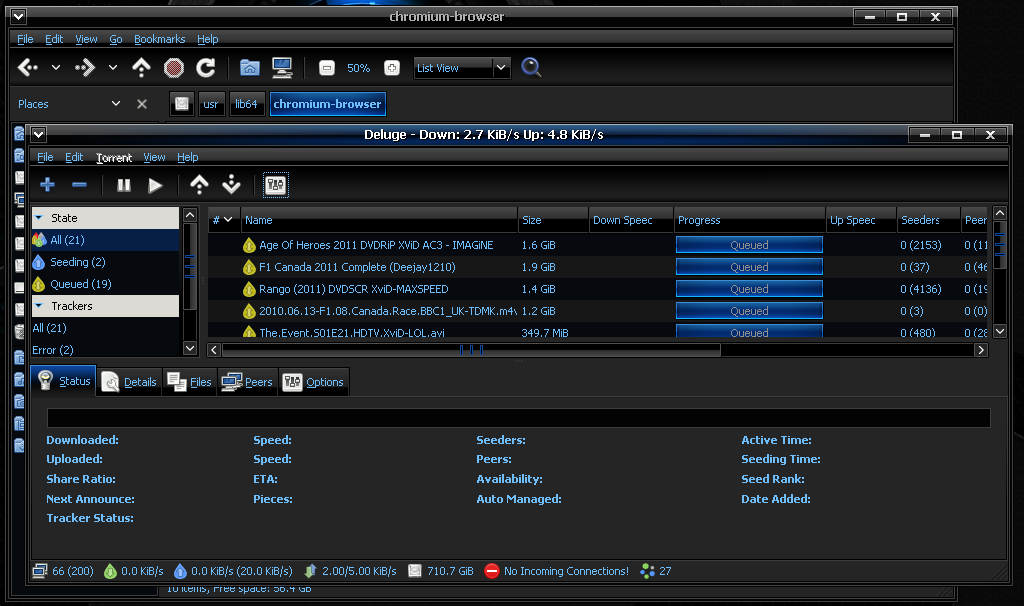 chromium-browser
File Edit View Go Bookmarks Help
50% List View
Places usr lib64 chromium-browser
Deluge - Down: 2.7 KiB/s Up: 4.8 KiB/s
File Edit Torrent View Help
State
All (21)
Seeding (2)
Queued (19)
Trackers
All (21)
Error (2)
# Name Size Down Speec Progress Up Speec Seeders Peer
Age Of Heroes 2011 DVDRiP XViD AC3 - IMAGiNE 1.6 GiB Queued 0 (2153) 0 (11
F1 Canada 2011 Complete (Deejay1210) 1.9 GiB Queued 0 (37) 0 (46
Rango (2011) DVDSCR XviD-MAXSPEED 1.4 GiB Queued 0 (4136) 0 (19
2010.06.13-F1.08.Canada.Race.BBC1_UK-TDMK.m4v 1.2 GiB Queued 0 (3) 0 (0)
The.Event.S01E21.HDTV.XviD-LOL.avi 349.7 MiB Queued 0 (480) 0 (28
Status Details Files Peers Options
Downloaded: Speed: Seeders: Active Time:
Uploaded: Speed: Peers: Seeding Time:
Share Ratio: ETA: Availability: Seed Rank:
Next Announce: Pieces: Auto Managed: Date Added:
Tracker Status:
66 (200) 0.0 KiB/s 0.0 KiB/s (20.0 KiB/s) 2.00/5.00 KiB/s 710.7 GiB No Incoming Connections! 27
10 items, Free space: 56.4 GB